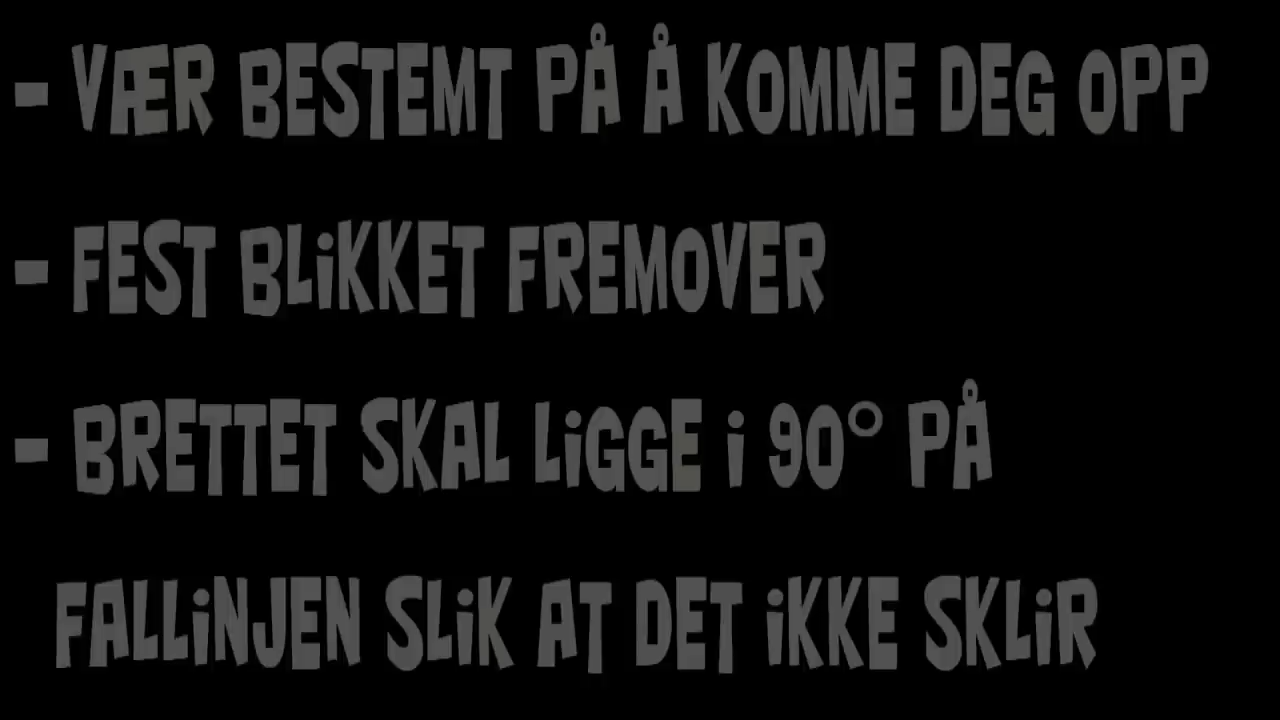 - VÆR BESTEMT PÅ Å KOMME DEG OPP
- FEST BLiKKET FREMOVER
- BRETTET SKAL LiGGE i 90° PÅ
FALLiNJEN SLiK AT DET iKKE SKLiR